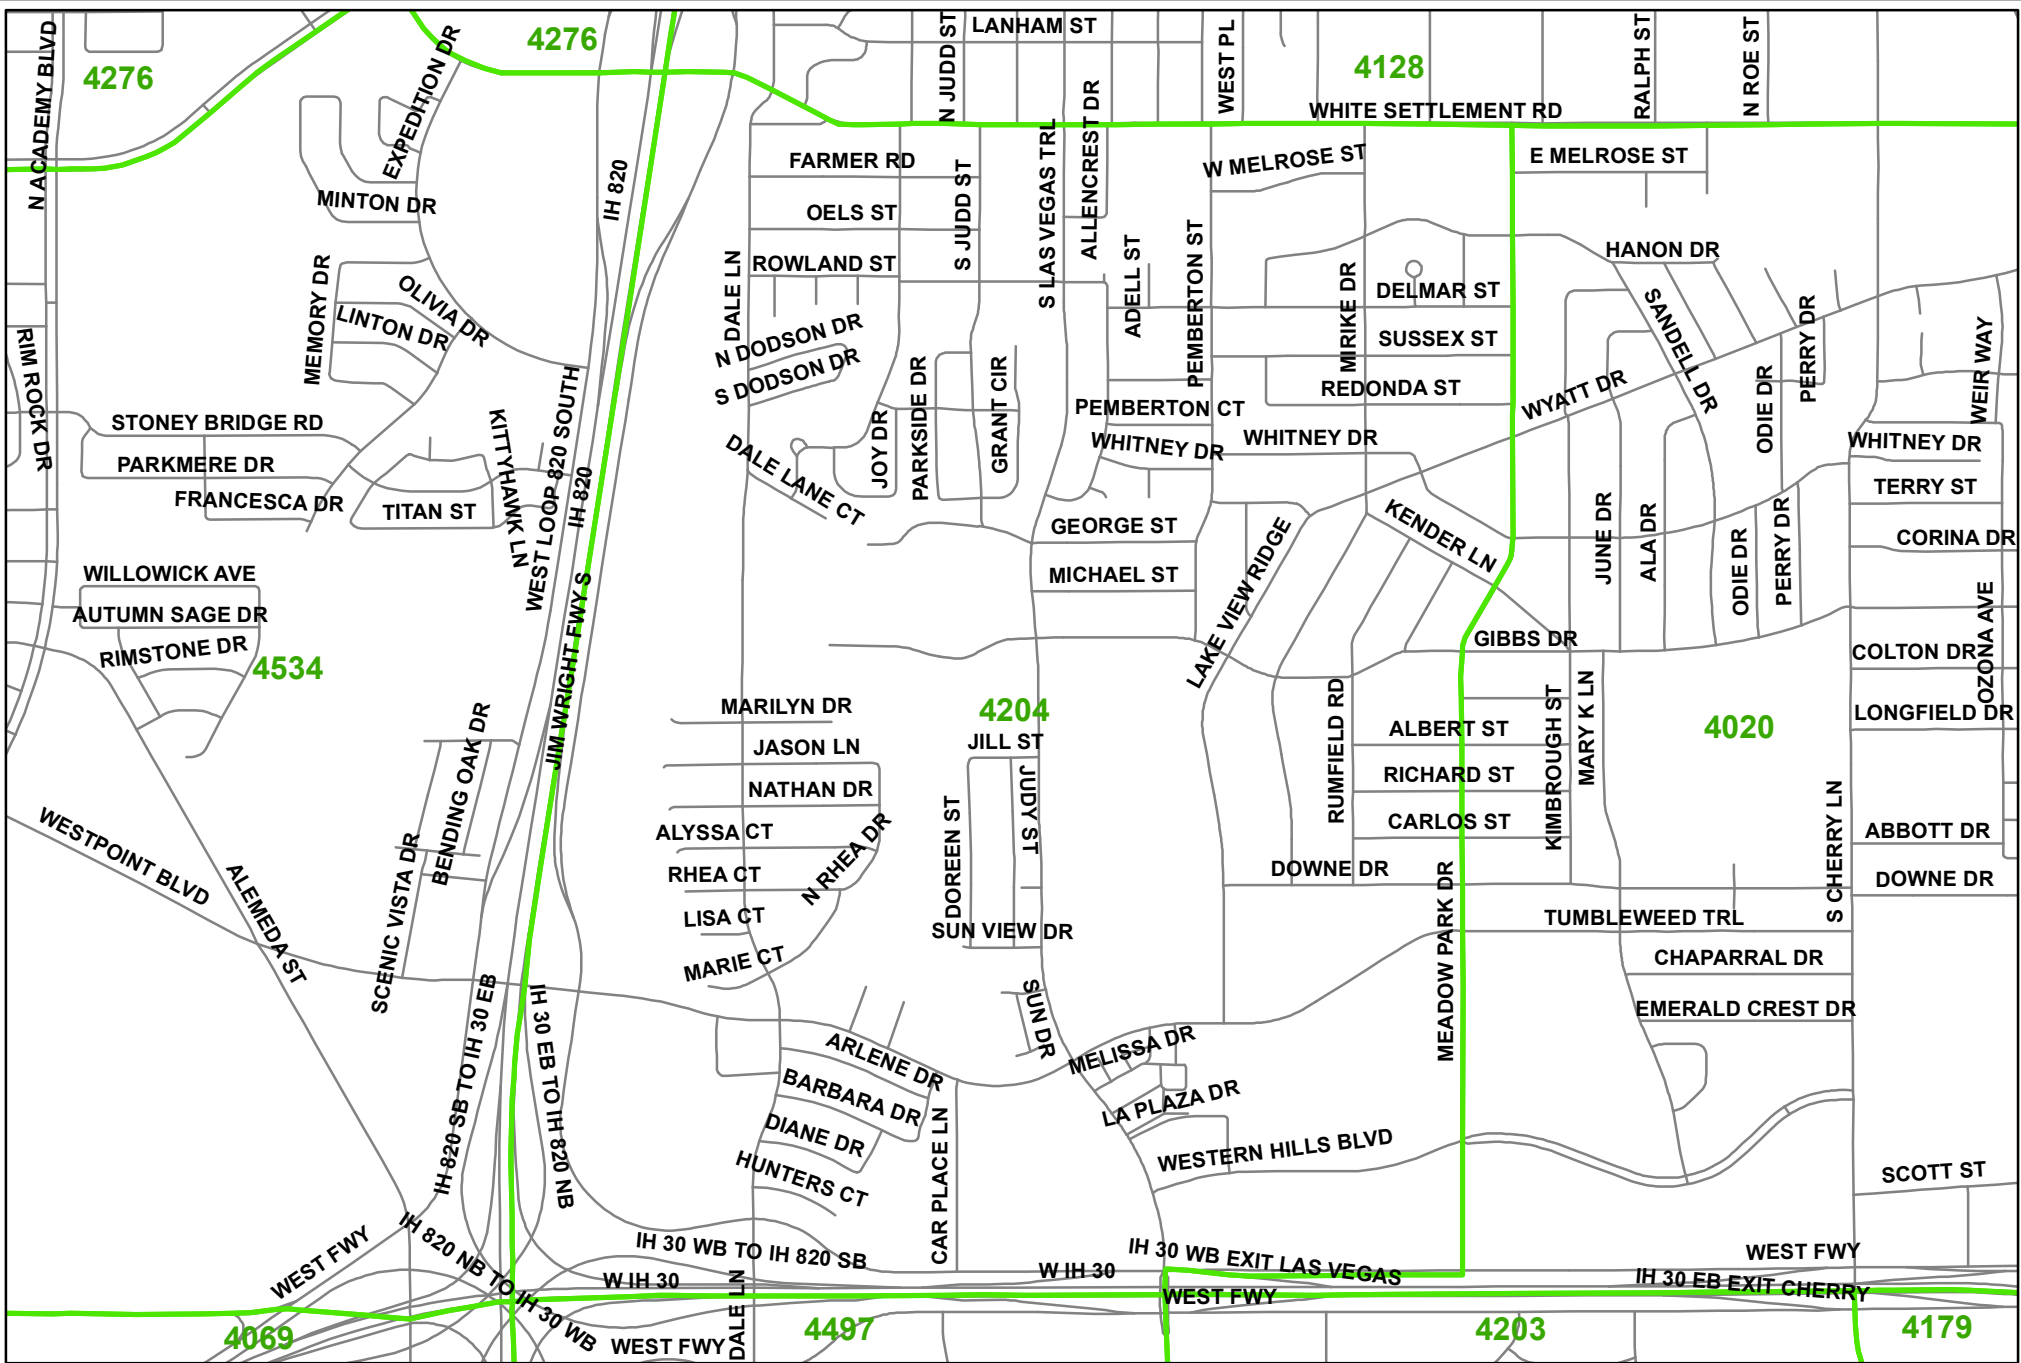 4276
4276
4128
LANHAM ST
N JUDD ST
WEST PL
RALPH ST
N ROE ST
N ACADEMY BLVD
EXPEDITION DR
WHITE SETTLEMENT RD
FARMER RD
ALLENCREST DR
W MELROSE ST
E MELROSE ST
IH 820
MINTON DR
OELS ST
S JUDD ST
S LAS VEGAS TRL
ROWLAND ST
DALE LN
ADELL ST
PEMBERTON ST
HANON DR
MEMORY DR
OLIVIA DR
LINTON DR
MIRIKE DR
DELMAR ST
SUSSEX ST
REDONDA ST
SANDELL DR
PERRY DR
ODIE DR
WEIR WAY
RIM ROCK DR
N DODSON DR
S DODSON DR
PARKSIDE DR
GRANT CIR
JOY DR
WYATT DR
PEMBERTON CT
WHITNEY DR
WHITNEY DR
WHITNEY DR
STONEY BRIDGE RD
PARKMERE DR
FRANCESCA DR
TITAN ST
KITTYHAWK LN
WEST LOOP 820 SOUTH
IH 820
DALE LANE CT
TERRY ST
GEORGE ST
KENDER LN
CORINA DR
JUNE DR
ALA DR
ODIE DR
PERRY DR
MICHAEL ST
LAKE VIEW RIDGE
WILLOWICK AVE
AUTUMN SAGE DR
RIMSTONE DR
4534
JIM WRIGHT FWY S
GIBBS DR
COLTON DR
OZONA AVE
LONGFIELD DR
4204
4020
MARILYN DR
JASON LN
NATHAN DR
ALYSSA CT
RHEA CT
LISA CT
MARIE CT
N RHEA DR
JILL ST
JUDY ST
DOREEN ST
SUN VIEW DR
RUMFIELD RD
ALBERT ST
RICHARD ST
CARLOS ST
KIMBROUGH ST
MARY K LN
DOWNE DR
S CHERRY LN
ABBOTT DR
DOWNE DR
BENDING OAK DR
SCENIC VISTA DR
WESTPOINT BLVD
ALEMEDA ST
TUMBLEWEED TRL
CHAPARRAL DR
EMERALD CREST DR
MEADOW PARK DR
IH 820 SB TO IH 30 EB
IH 30 EB TO IH 820 NB
SUN DR
MELISSA DR
LA PLAZA DR
ARLENE DR
BARBARA DR
DIANE DR
HUNTERS CT
CAR PLACE LN
WESTERN HILLS BLVD
SCOTT ST
WEST FWY
IH 820 NB TO IH 30 WB
IH 30 WB TO IH 820 SB
W IH 30
W IH 30
IH 30 WB EXIT LAS VEGAS
WEST FWY
WEST FWY
IH 30 EB EXIT CHERRY
DALE LN
WEST FWY
4069
4497
4203
4179